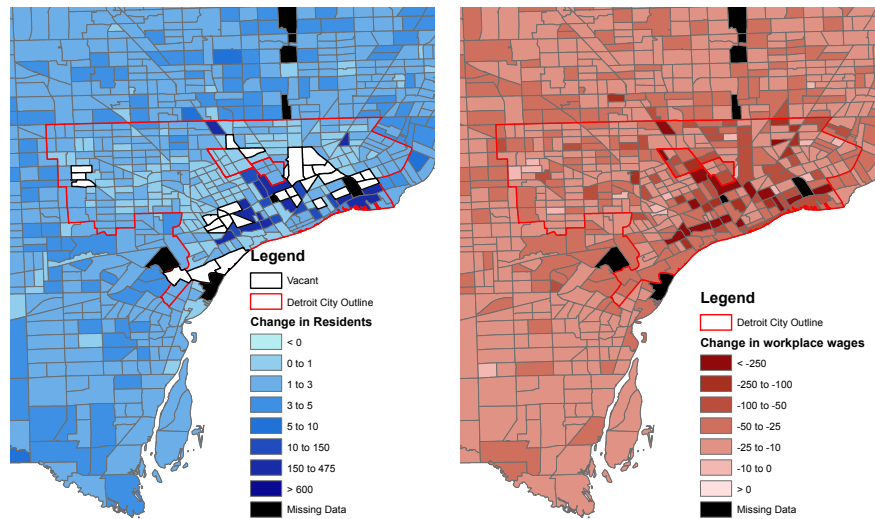 Legend
Vacant
Detroit City Outline
Change in Residents
< 0
0 to 1
1 to 3
3 to 5
5 to 10
10 to 150
150 to 475
> 600
Missing Data
Legend
Detroit City Outline
Change in workplace wages
< -250
-250 to -100
-100 to -50
-50 to -25
-25 to -10
-10 to 0
> 0
Missing Data